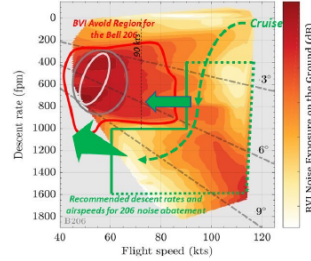 BVI Avoid Region for
the Bell 206
Cruise
0
200
400
600
800
1000
1200
1400
1600
1800
Descent rate (fpm)
3°
6°
9°
Recommended descent rates and
airspeeds for 206 noise abatement
B206
40
60
80
100
120
Flight speed (kts)
BVI Noise Exposure on the Ground (dB)